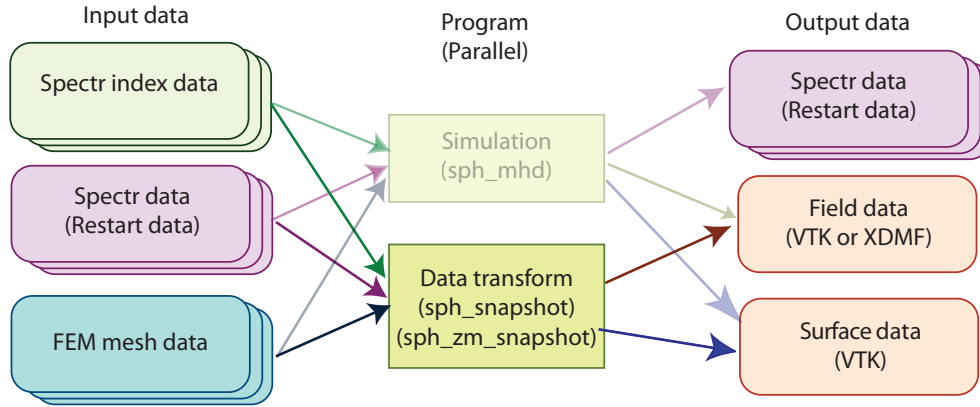 Input data
Program
(Parallel)
Output data
Spectr index data
Spectr data
(Restart data)
FEM mesh data
Simulation
(sph_mhd)
Data transform
(sph_snapshot)
(sph_zm_snapshot)
Spectr data
(Restart data)
Field data
(VTK or XDMF)
Surface data
(VTK)